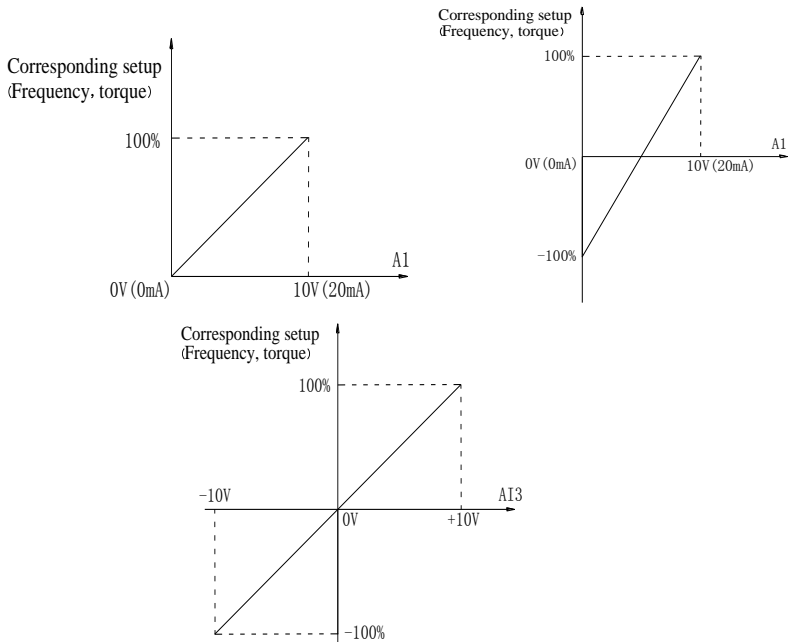 Corresponding setup
(Frequency, torque)
100%
A1
0V(0mA)
10V(20mA)
Corresponding setup
(Frequency, torque)
100%
A1
0V(0mA)
10V(20mA)
-100%
Corresponding setup
(Frequency, torque)
100%
-10V
AI3
0V
+10V
-100%